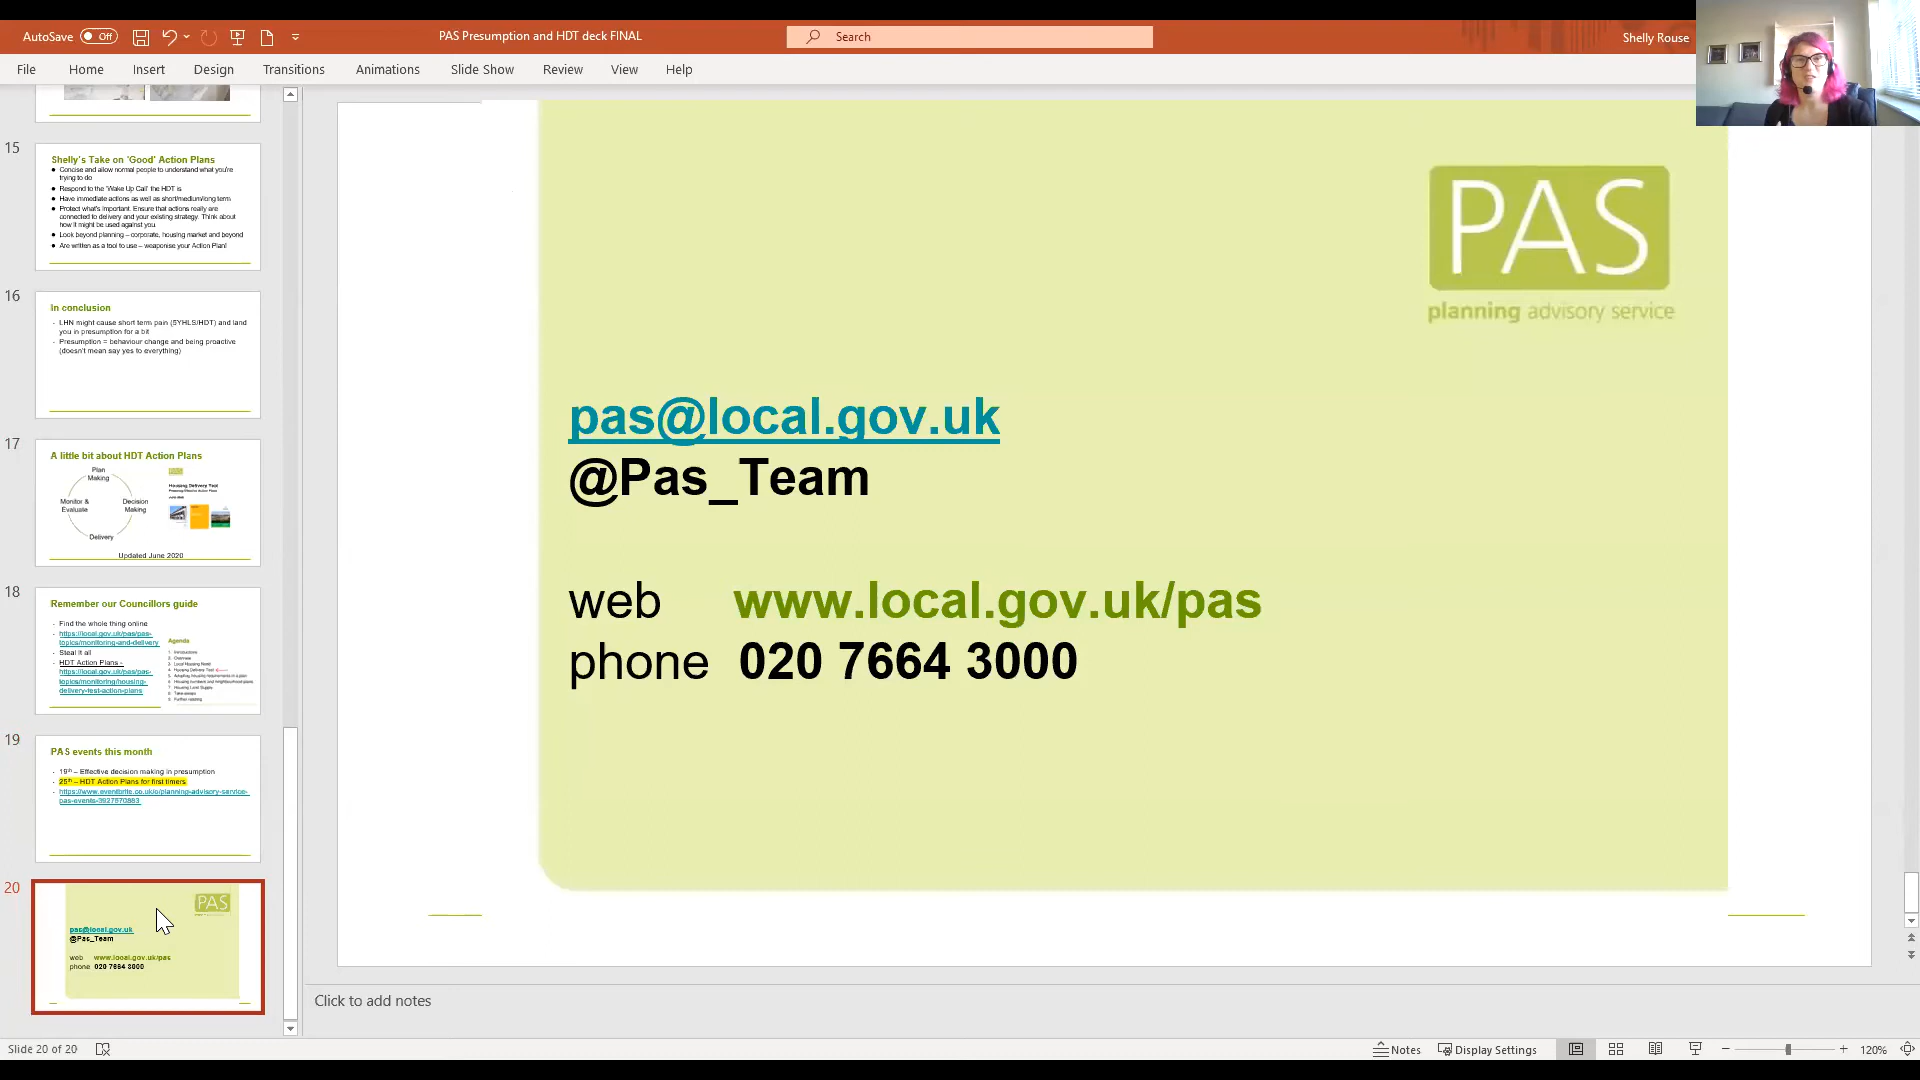 AutoSave Off
PAS Presumption and HDT deck FINAL
Search
Shelly Rouse
File Home Insert Design Transitions Animations Slide Show Review View Help
15
Shelly's Take on 'Good' Action Plans
● Concise and allow normal people to understand what you're
trying to do
● Respond to the 'Wake Up Call' the HDT is
● Have immediate actions as well as short/medium/long term
● Protect what's important. Ensure that actions really are
connected to delivery and your existing strategy. Think about
how it might be used against you.
● Look beyond planning – corporate, housing market and beyond
● Are written as a tool to use – weaponise your Action Plan!
16
In conclusion
- LHN might cause short term pain (5YHLS/HDT) and land
you in presumption for a bit
- Presumption = behaviour change and being proactive
(doesn't mean say yes to everything)
17
A little bit about HDT Action Plans
Plan
Making
Monitor &
Evaluate
Decision
Making
Delivery
PAS
Housing Delivery Test
Updated June 2020
18
Remember our Councillors guide
- Find the whole thing online
- https://local.gov.uk/pas/pas-
topics/monitoring-and-delivery
- Steal it all
- HDT Action Plans -
https://local.gov.uk/pas/pas-
topics/monitoring/housing-
delivery-test-action-plans
Agenda
1. Introductions
2. Overview
3. Local Housing Need
4. Housing Delivery Test
5. Adopting housing requirements in a plan
6. Housing numbers and neighbourhood plans
7. Housing Land Supply
8. Take aways
9. Further reading
19
PAS events this month
- 19th – Effective decision making in presumption
- 25th – HDT Action Plans for first timers
- https://www.eventbrite.co.uk/o/planning-advisory-service-
20
PAS
pas@local.gov.uk
@Pas_Team
web www.local.gov.uk/pas
phone 020 7664 3000
PAS
planning advisory service
pas@local.gov.uk
@Pas_Team
web www.local.gov.uk/pas
phone 020 7664 3000
Click to add notes
Slide 20 of 20
Notes
Display Settings
120%